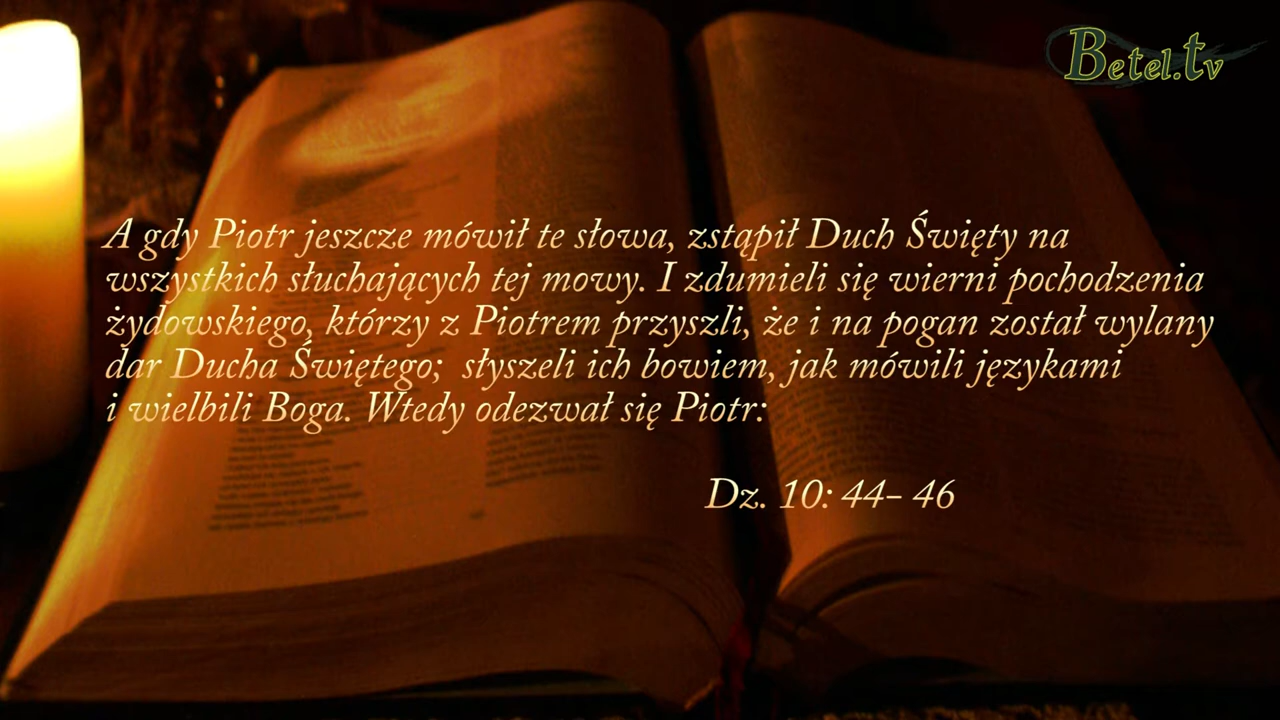 Betel.tv
A gdy Piotr jeszcze mówił te słowa, zstąpił Duch Święty na
wszystkich słuchających tej mowy. I zdumieli się wierni pochodzenia
żydowskiego, którzy z Piotrem przyszli, że i na pogan został wylany
dar Ducha Świętego; słyszeli ich bowiem, jak mówili językami
i wielbili Boga. Wtedy odezwał się Piotr:
Dz. 10: 44– 46